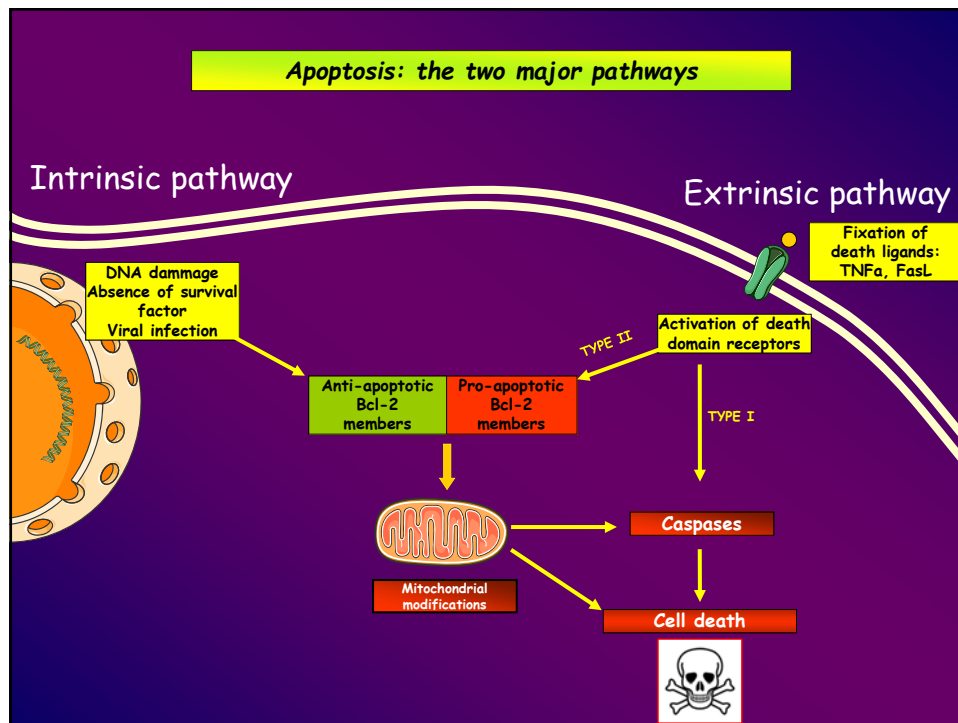 Apoptosis: the two major pathways
Intrinsic pathway
Extrinsic pathway
Fixation of
death ligands:
TNFa, FasL
DNA dammage
Absence of survival
factor
Viral infection
Activation of death
domain receptors
TYPE II
Anti-apoptotic
Bcl-2
members
Pro-apoptotic
Bcl-2
members
TYPE I
Caspases
Mitochondrial
modifications
Cell death